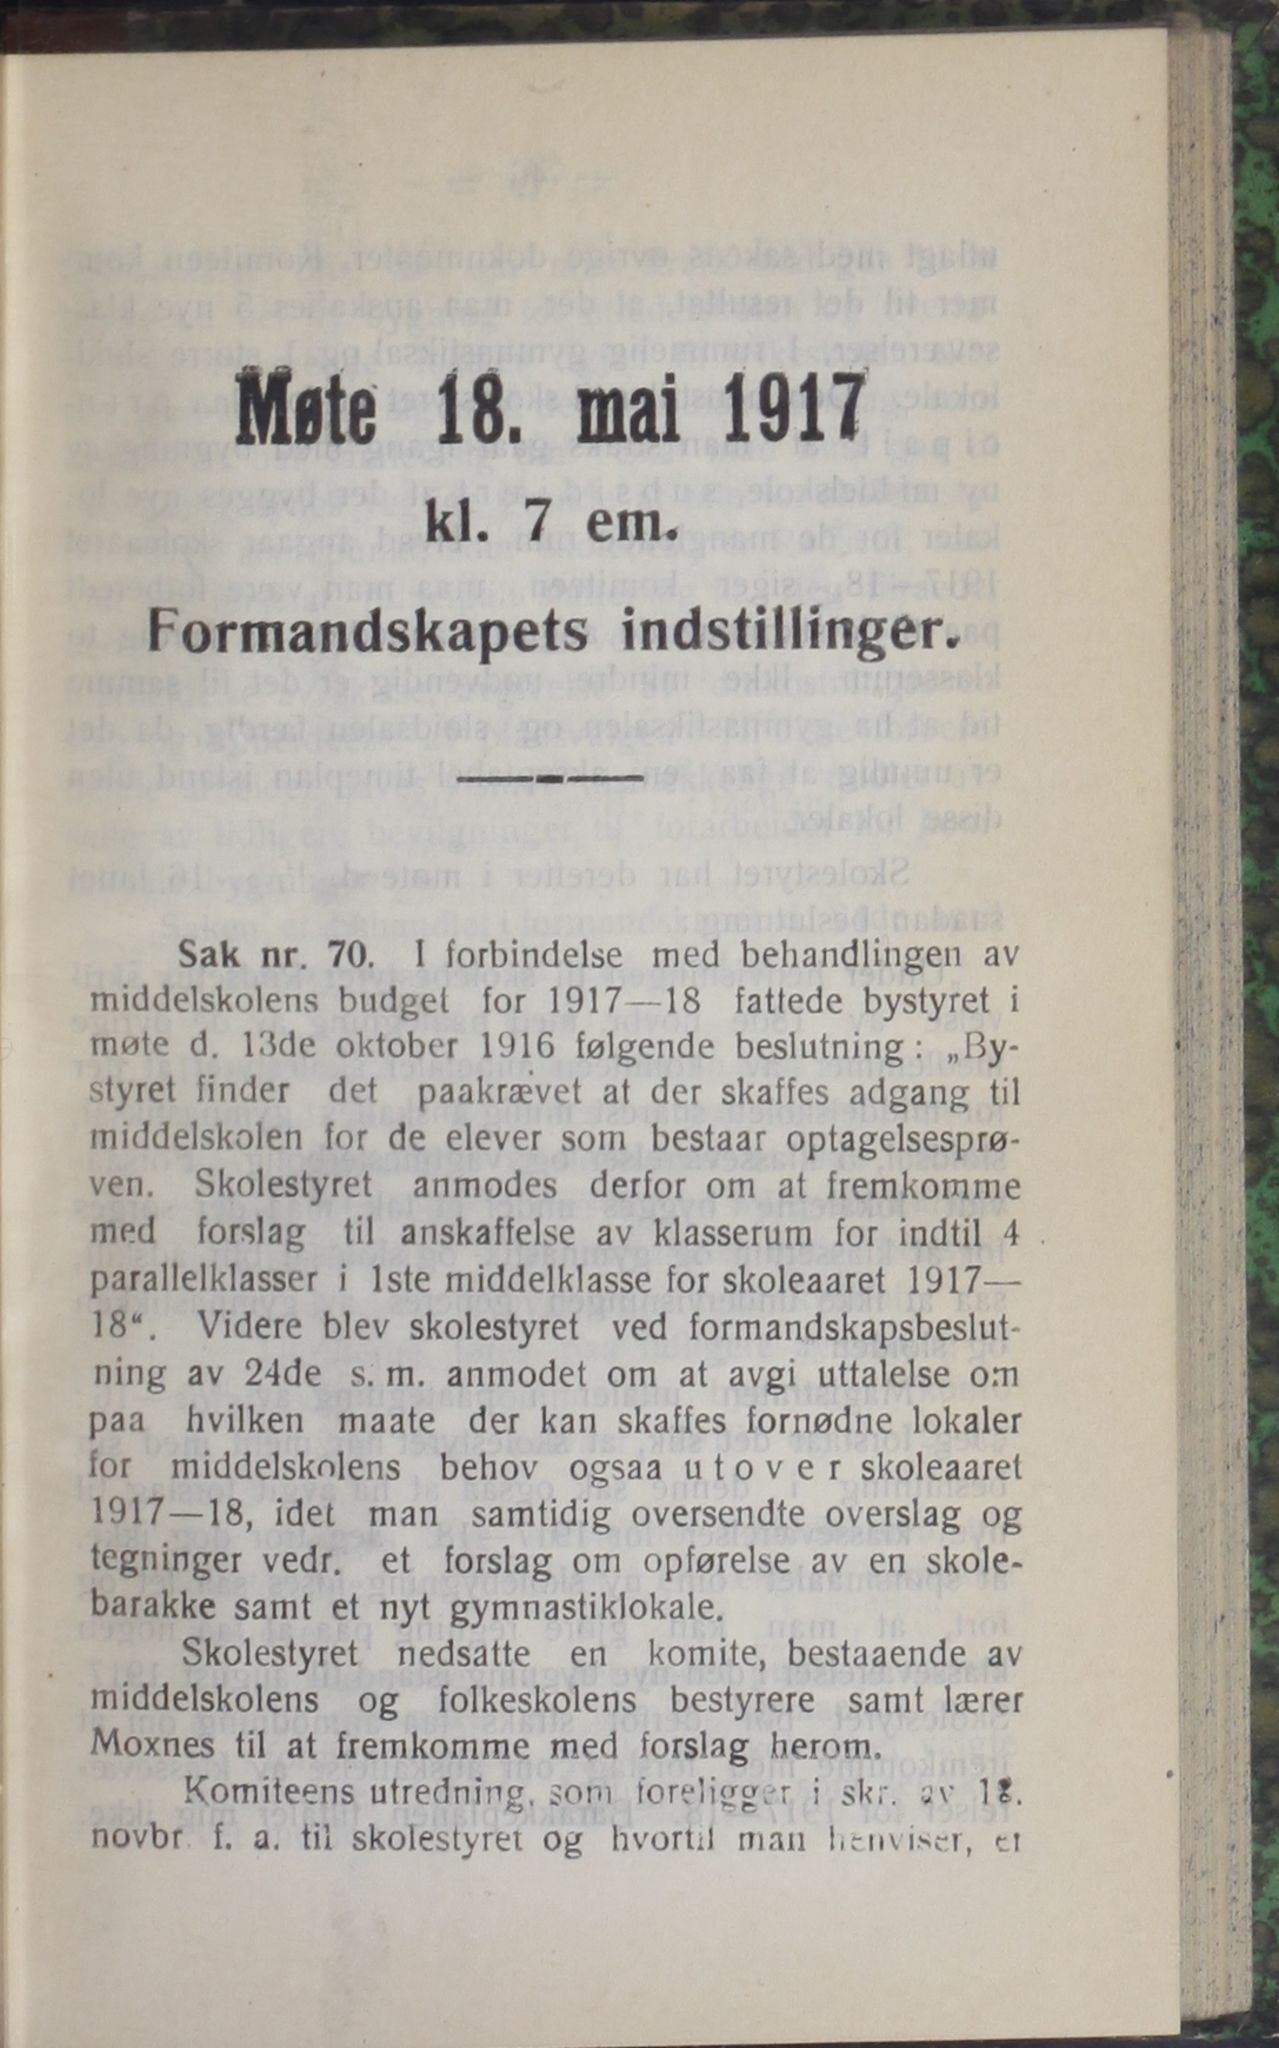 Møte 18. mai 1917
kl. 7 em.
Formandskapets indstillinger.
Sak nr. 70. I forbindelse med behandlingen av
middelskolens budget for 1917—18 fattede bystyret i
møte d. 13de oktober 1916 følgende beslutning: „By-
styret finder det paakrævet at der skaffes adgang til
middelskolen for de elever som bestaar optagelsesprø-
ven. Skolestyret anmodes derfor om at fremkomme
med forslag til anskaffelse av klasserum for indtil 4
parallelklasser i 1ste middelklasse for skoleaaret 1917—
18“. Videre blev skolestyret ved formandskapsbeslut-
ning av 24de s. m. anmodet om at avgi uttalelse om
paa hvilken maate der kan skaffes fornødne lokaler
for middelskolens behov ogsaa utover skoleaaret
1917—18, idet man samtidig oversendte overslag og
tegninger vedr. et forslag om opførelse av en skole-
barakke samt et nyt gymnastiklokale.
Skolestyret nedsatte en komite, bestaaende av
middelskolens og folkeskolens bestyrere samt lærer
Moxnes til at fremkomme med forslag herom.
Komiteens utredning, som foreligger i skr. av
novbr. f. a. til skolestyret og hvortil man henviser, er